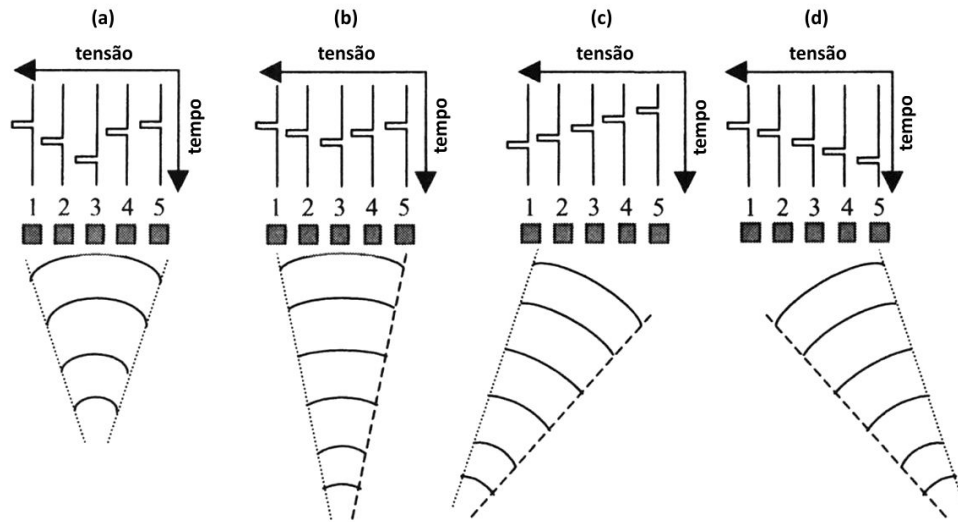 (a) (b) (c) (d)
tensão tensão tensão tensão
tempo tempo tempo tempo
1 2 3 4 5 1 2 3 4 5 1 2 3 4 5 1 2 3 4 5